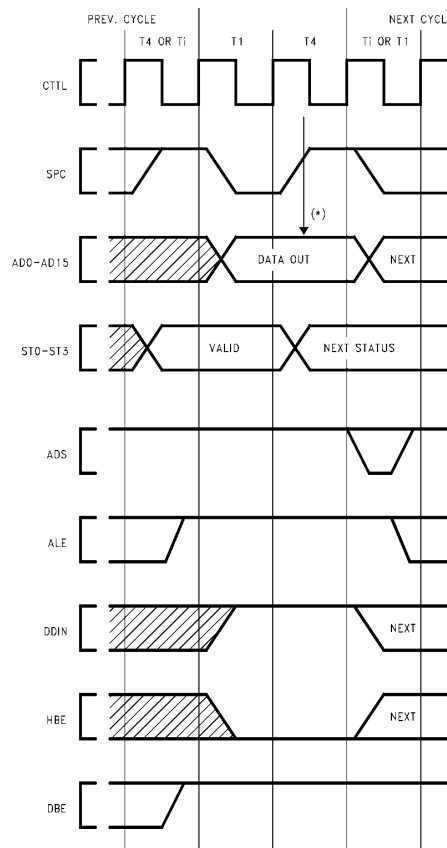 PREV. CYCLE
NEXT CYCL
T4 OR Ti
T1
T4
Ti OR T1
CTTL
SPC
(*)
AD0-AD15
DATA OUT
NEXT
ST0-ST3
VALID
NEXT STATUS
ADS
ALE
DDIN
NEXT
HBE
NEXT
DBE